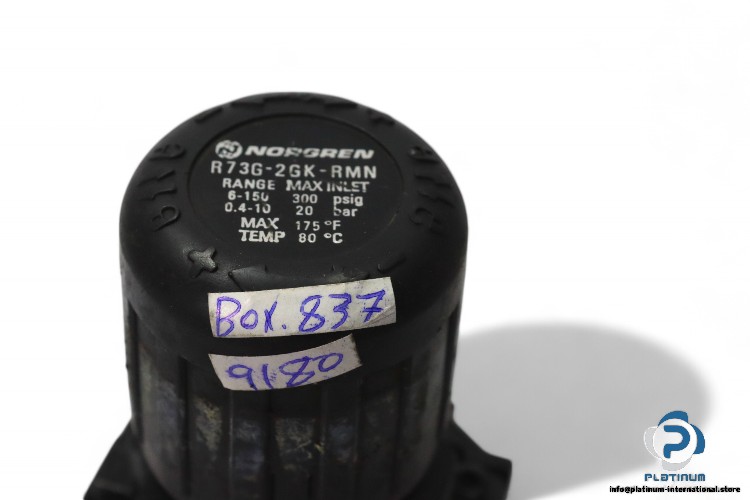 NORGREN
R73G-2GK-RMN
RANGE MAX INLET
6-150 300 psig
0.4-10 20 bar
MAX 175 °F
TEMP 80 °C
Box.837
9180
PLATINUM
info@platinum-international.store